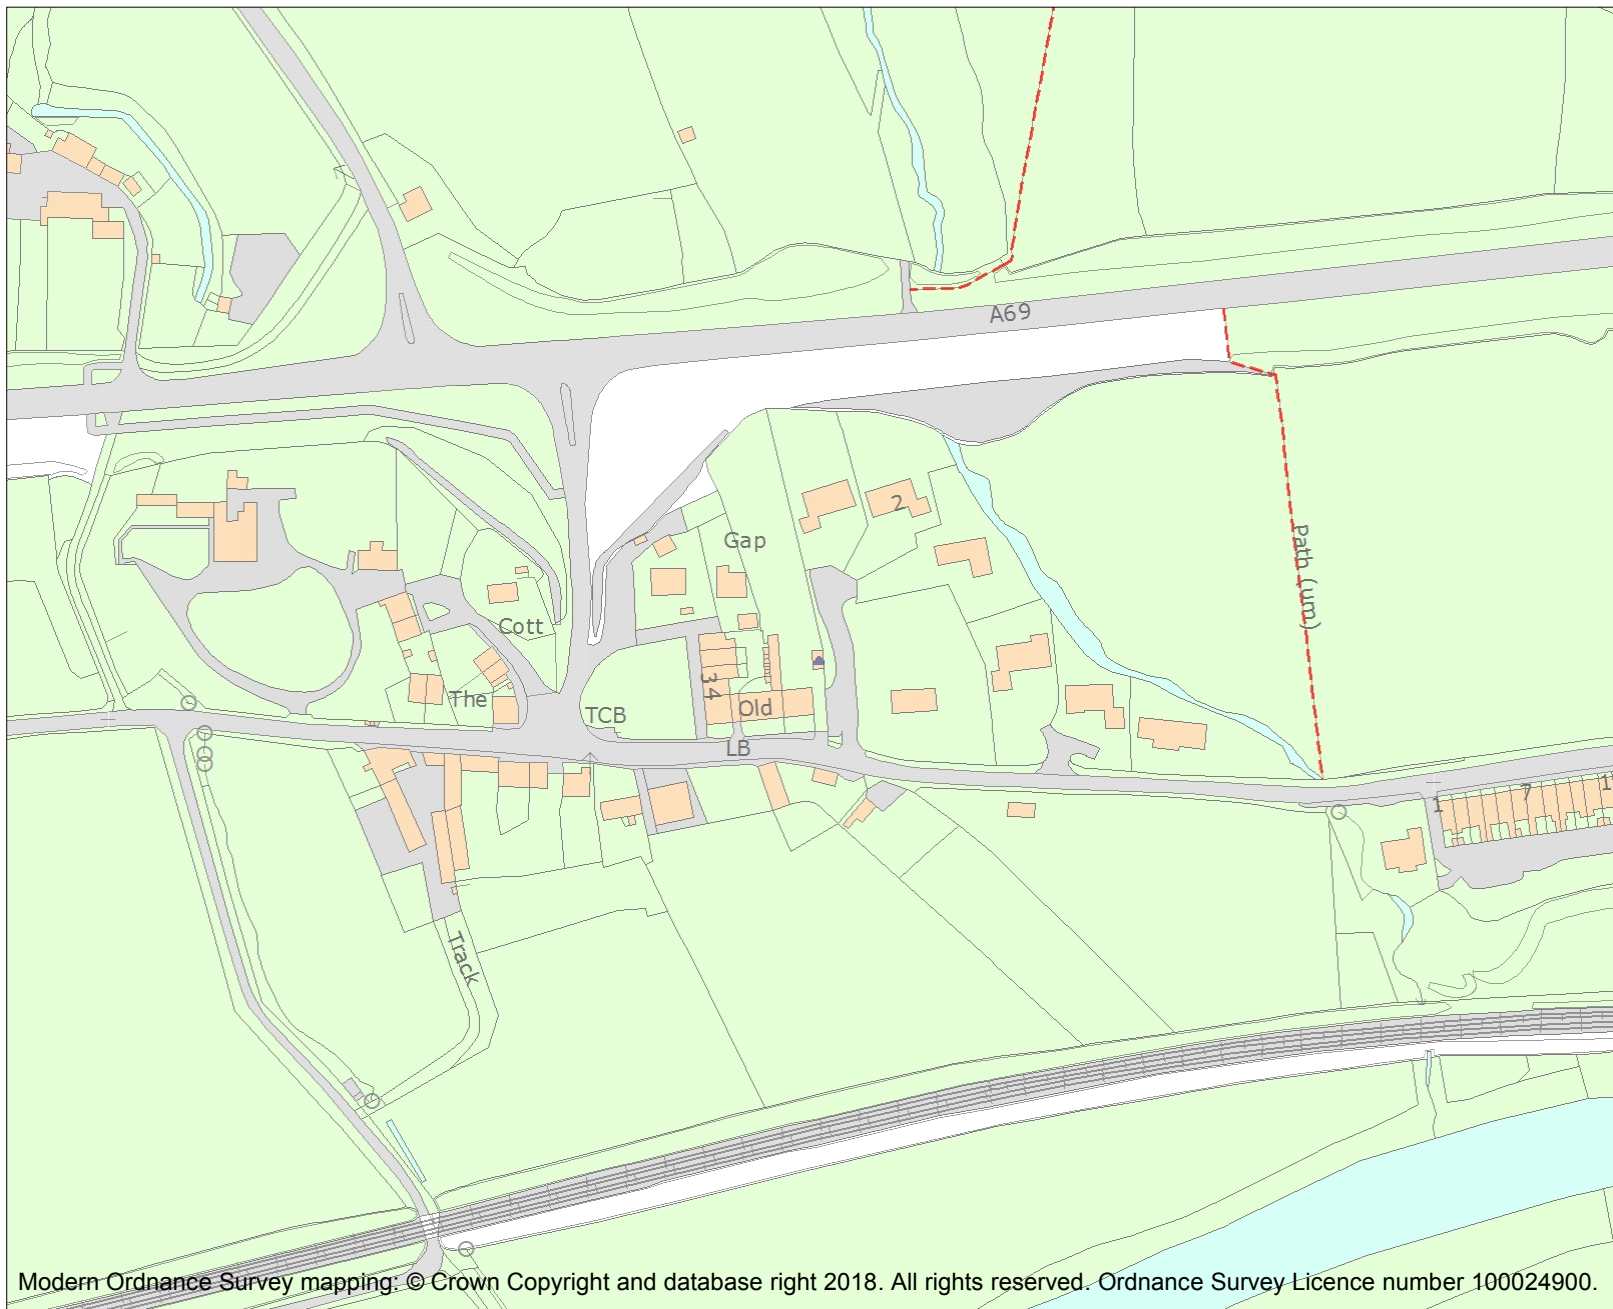 A69
2
Gap
Path (um)
Cott
34
The
Old
TCB
LB
1
7
1
Track
Modern Ordnance Survey mapping: © Crown Copyright and database right 2018. All rights reserved. Ordnance Survey Licence number 100024900.